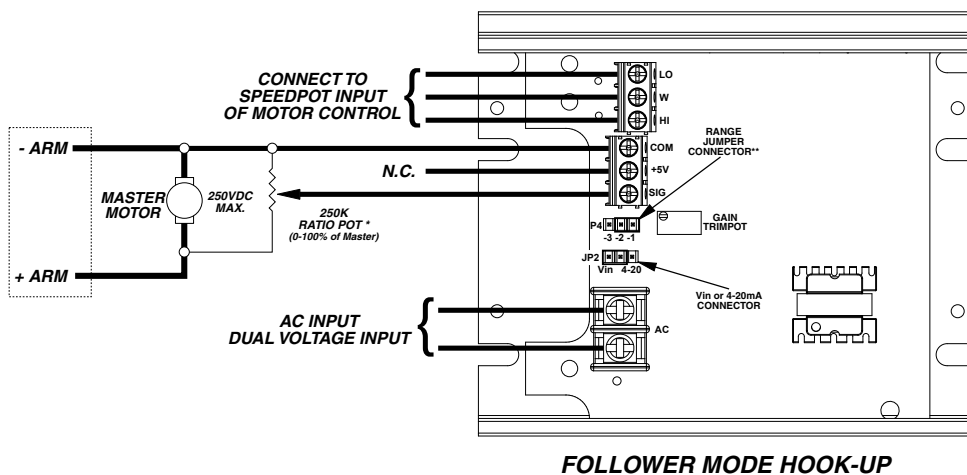 CONNECT TO
SPEEDPOT INPUT
OF MOTOR CONTROL
LO
W
HI
RANGE
JUMPER
CONNECTOR**
- ARM
COM
N.C.
+5V
MASTER
MOTOR
250VDC
MAX.
SIG
250K
RATIO POT *
(0-100% of Master)
P4
-3 -2 -1
GAIN
TRIMPOT
+ ARM
JP2
Vin 4-20
Vin or 4-20mA
CONNECTOR
AC INPUT
DUAL VOLTAGE INPUT
AC
FOLLOWER MODE HOOK-UP